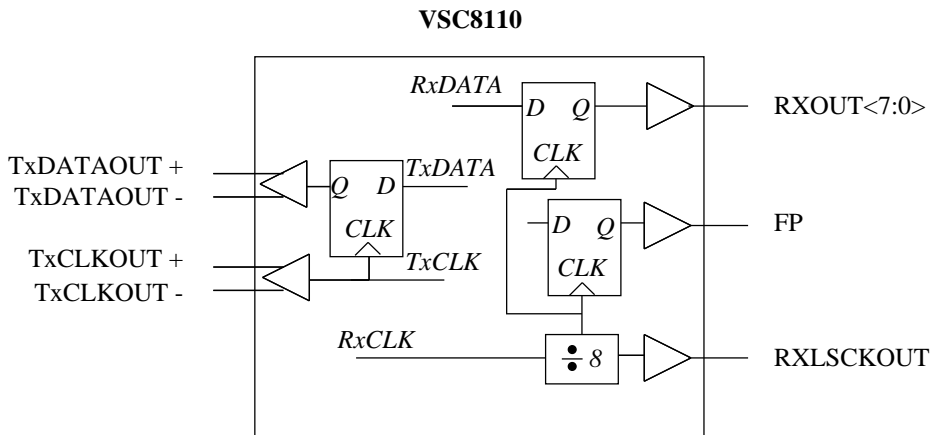 VSC8110
RxDATA
D Q
CLK
RXOUT<7:0>
TxDATAOUT +
TxDATAOUT -
Q D
CLK
TxDATA
D Q
CLK
FP
TxCLKOUT +
TxCLKOUT -
TxCLK
RxCLK
÷ 8
RXLSCKOUT